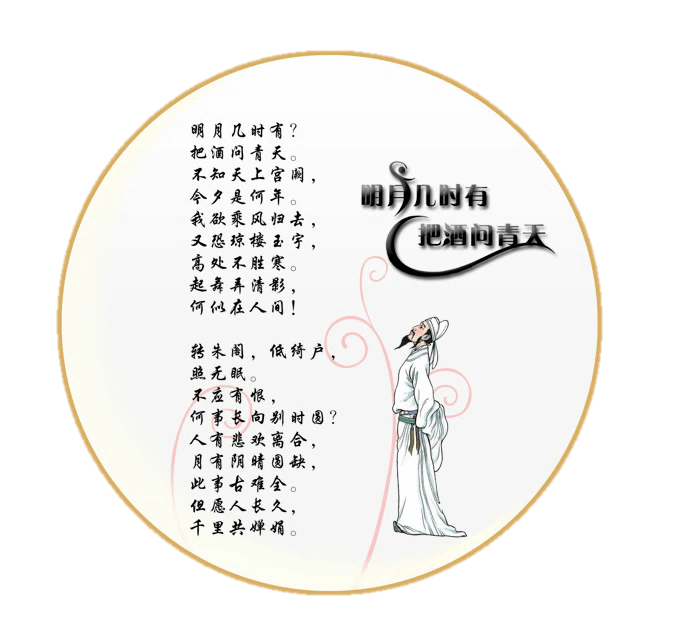 明月几时有？
把酒问青天。
不知天上宫阙，
今夕是何年。
我欲乘风归去，
又恐琼楼玉宇，
高处不胜寒。
起舞弄清影，
何似在人间！
转朱阁，低绮户，
照无眠。
不应有恨，
何事长向别时圆？
人有悲欢离合，
月有阴晴圆缺，
此事古难全。
但愿人长久，
千里共婵娟。
明月几时有
把酒问青天